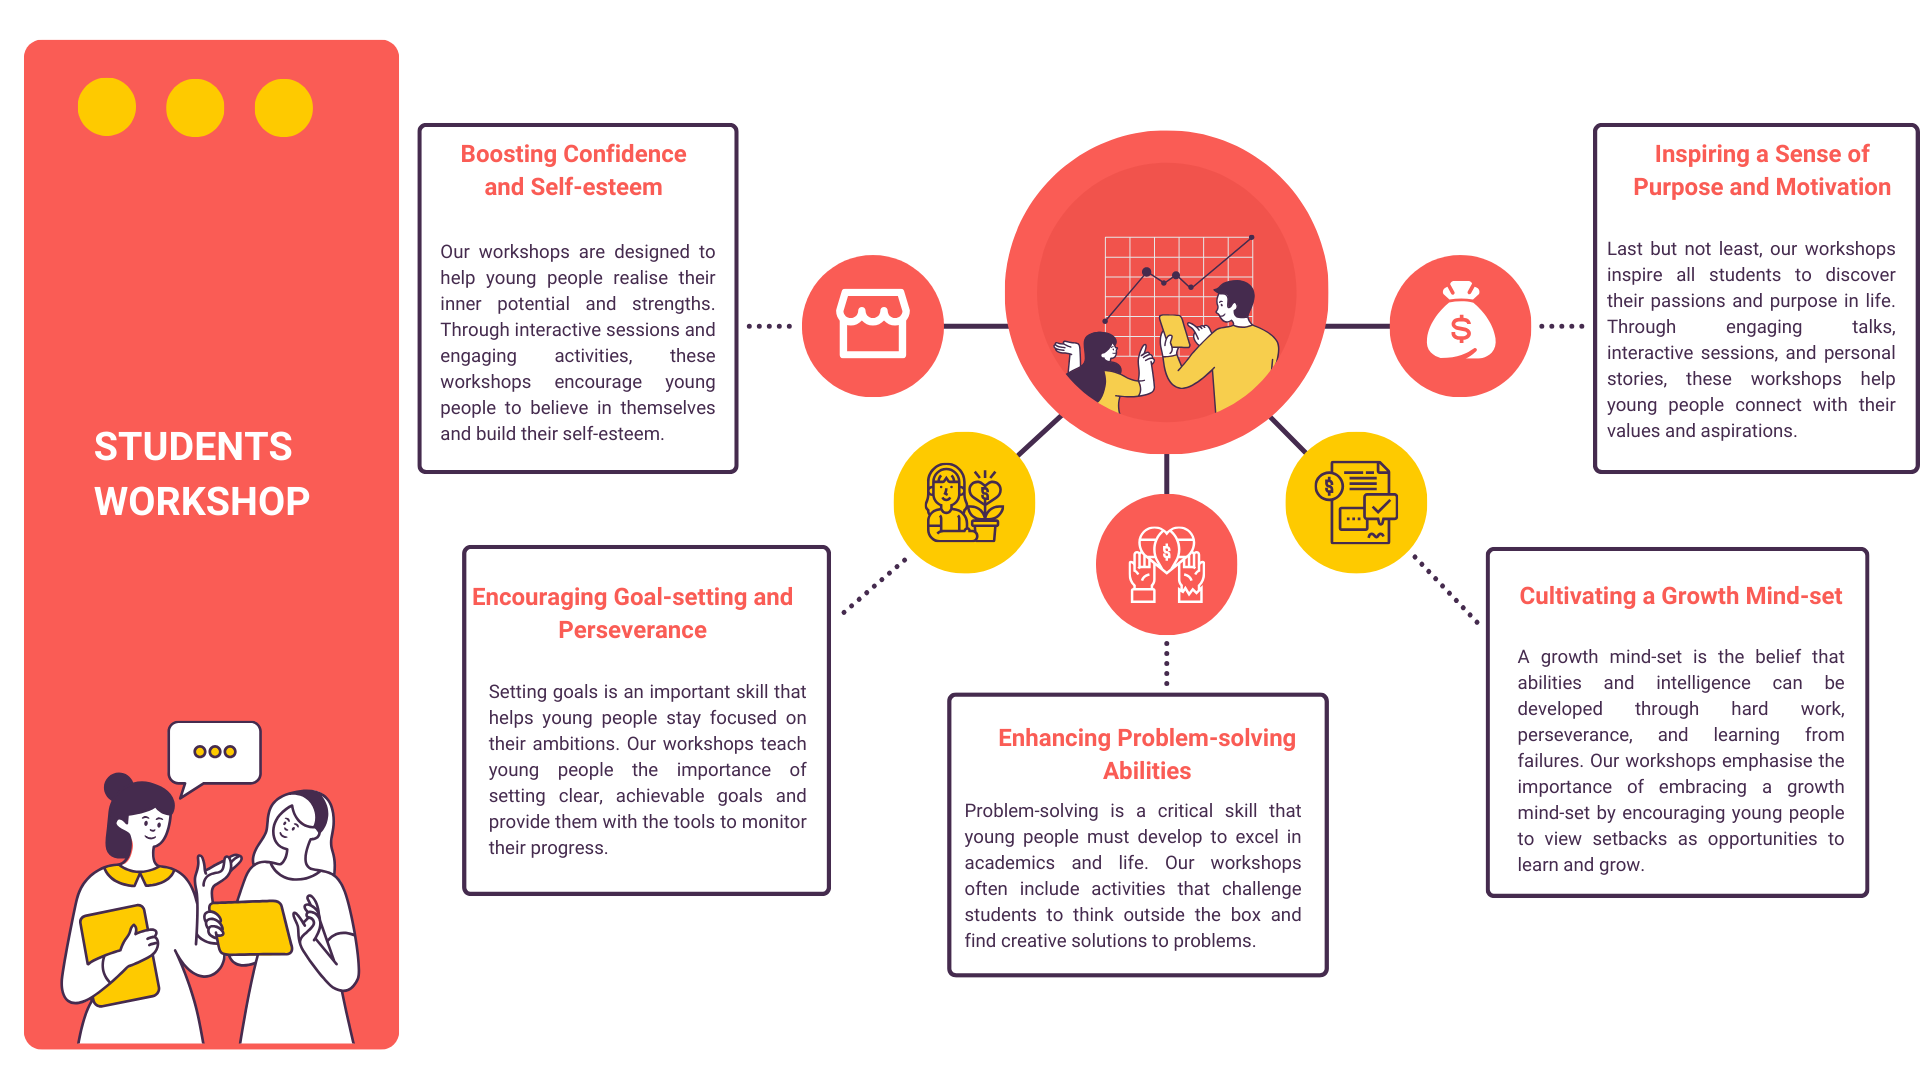 STUDENTS
WORKSHOP
Boosting Confidence
and Self-esteem
Our workshops are designed to
help young people realise their
inner potential and strengths.
Through interactive sessions and
engaging activities, these
workshops encourage young
people to believe in themselves
and build their self-esteem.
Encouraging Goal-setting and
Perseverance
Setting goals is an important skill that
helps young people stay focused on
their ambitions. Our workshops teach
young people the importance of
setting clear, achievable goals and
provide them with the tools to monitor
their progress.
Enhancing Problem-solving
Abilities
Problem-solving is a critical skill that
young people must develop to excel in
academics and life. Our workshops
often include activities that challenge
students to think outside the box and
find creative solutions to problems.
Cultivating a Growth Mind-set
A growth mind-set is the belief that
abilities and intelligence can be
developed through hard work,
perseverance, and learning from
failures. Our workshops emphasise the
importance of embracing a growth
mind-set by encouraging young people
to view setbacks as opportunities to
learn and grow.
Inspiring a Sense of
Purpose and Motivation
Last but not least, our workshops
inspire all students to discover
their passions and purpose in life.
Through engaging talks,
interactive sessions, and personal
stories, these workshops help
young people connect with their
values and aspirations.